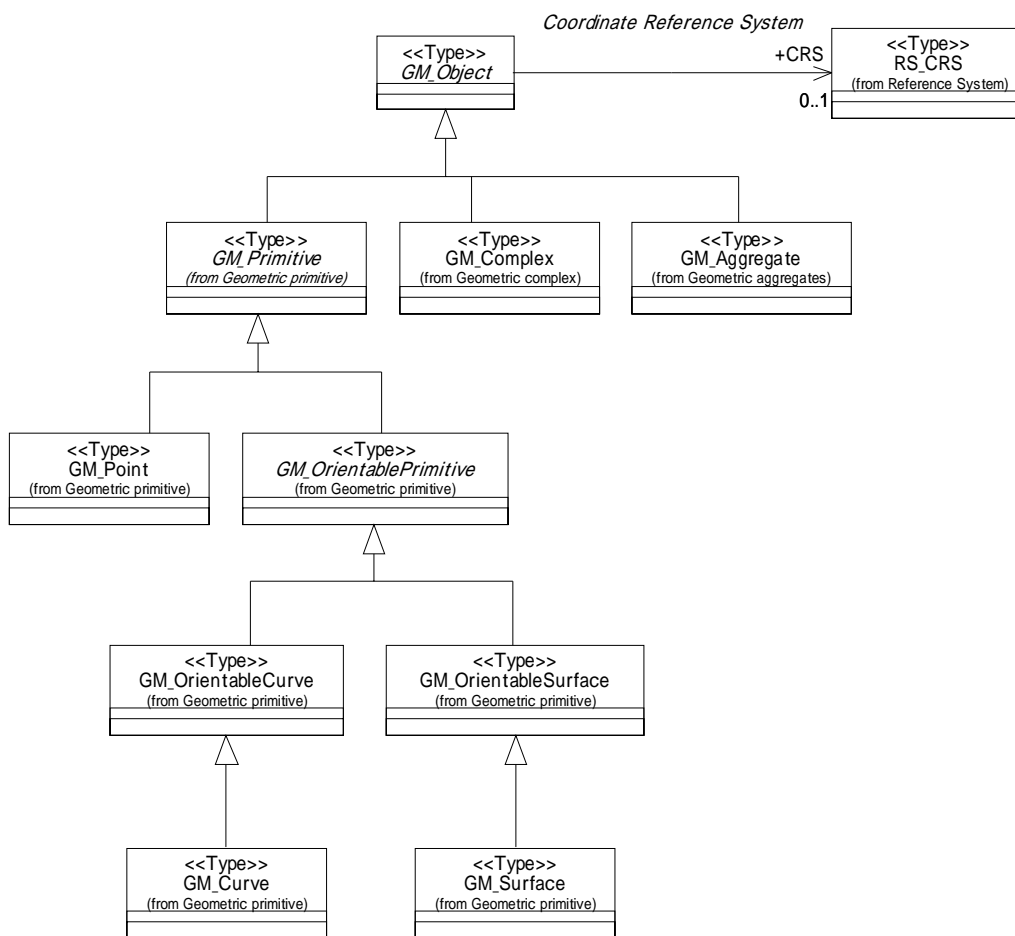 Coordinate Reference System
<<Type>>
GM_Object
+CRS
0..1
<<Type>>
RS_CRS
(from Reference System)
<<Type>>
GM_Primitive
(from Geometric primitive)
<<Type>>
GM_Complex
(from Geometric complex)
<<Type>>
GM_Aggregate
(from Geometric aggregates)
<<Type>>
GM_Point
(from Geometric primitive)
<<Type>>
GM_OrientablePrimitive
(from Geometric primitive)
<<Type>>
GM_OrientableCurve
(from Geometric primitive)
<<Type>>
GM_OrientableSurface
(from Geometric primitive)
<<Type>>
GM_Curve
(from Geometric primitive)
<<Type>>
GM_Surface
(from Geometric primitive)